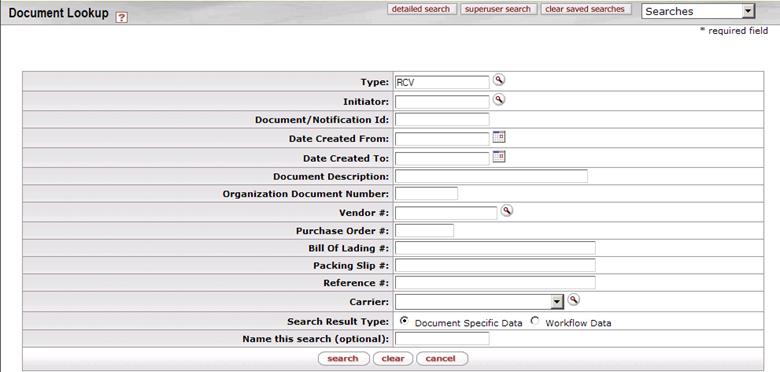 Document Lookup ? detailed search superuser search clear saved searches Searches
* required field
Type: RCV
Initiator:
Document/Notification Id:
Date Created From:
Date Created To:
Document Description:
Organization Document Number:
Vendor #:
Purchase Order #:
Bill Of Lading #:
Packing Slip #:
Reference #:
Carrier:
Search Result Type: Document Specific Data Workflow Data
Name this search (optional):
search clear cancel